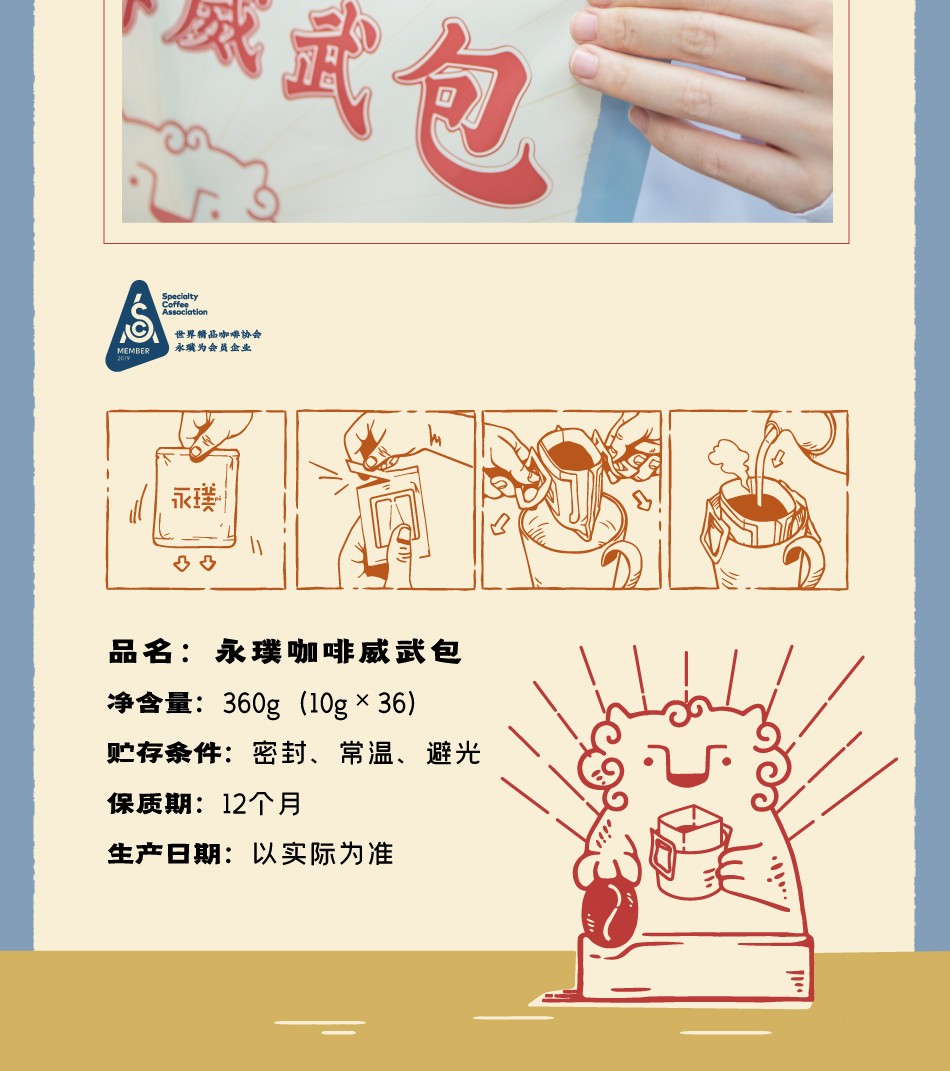 威武包
Specialty
Coffee
Association
世界精品咖啡协会
永璞为会员企业
SCA
MEMBER
2019
永璞
品名：永璞咖啡威武包
净含量：360g（10g × 36）
贮存条件：密封、常温、避光
保质期：12个月
生产日期：以实际为准